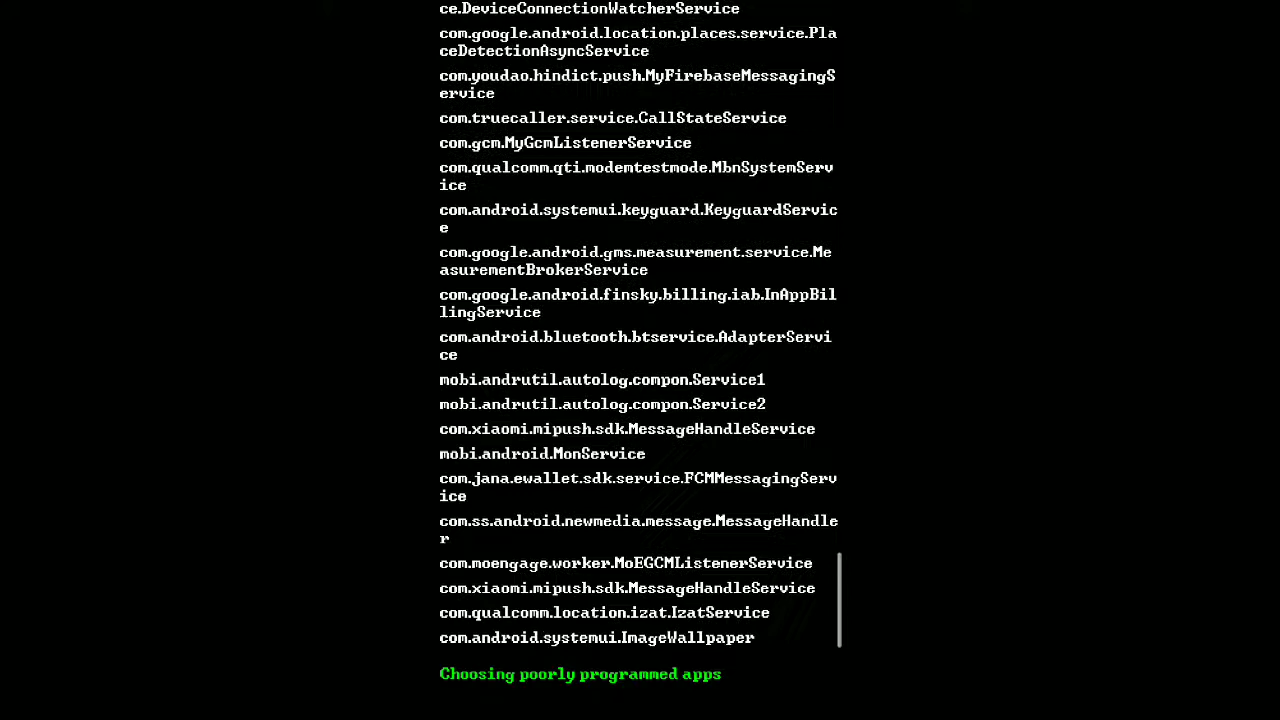 ce.DeviceConnectionWatcherService
com.google.android.location.places.service.Pla
ceDetectionAsyncService
com.youdao.hindict.push.MyFirebaseMessagingS
ervice
com.truecaller.service.CallStateService
com.gcm.MyGcmListenerService
com.qualcomm.qti.modemtestmode.MbnSystemServ
ice
com.android.systemui.keyguard.KeyguardServic
e
com.google.android.gms.measurement.service.Me
asurementBrokerService
com.google.android.finsky.billing.iab.InAppBil
lingService
com.android.bluetooth.btservice.AdapterServi
ce
mobi.andrutil.autolog.compon.Service1
mobi.andrutil.autolog.compon.Service2
com.xiaomi.mipush.sdk.MessageHandleService
mobi.android.MonService
com.jana.ewallet.sdk.service.FCMMessagingServ
ice
com.ss.android.newmedia.message.MessageHandle
r
com.moengage.worker.MoEGCMListenerService
com.xiaomi.mipush.sdk.MessageHandleService
com.qualcomm.location.izat.IzatService
com.android.systemui.ImageWallpaper
Choosing poorly programmed apps